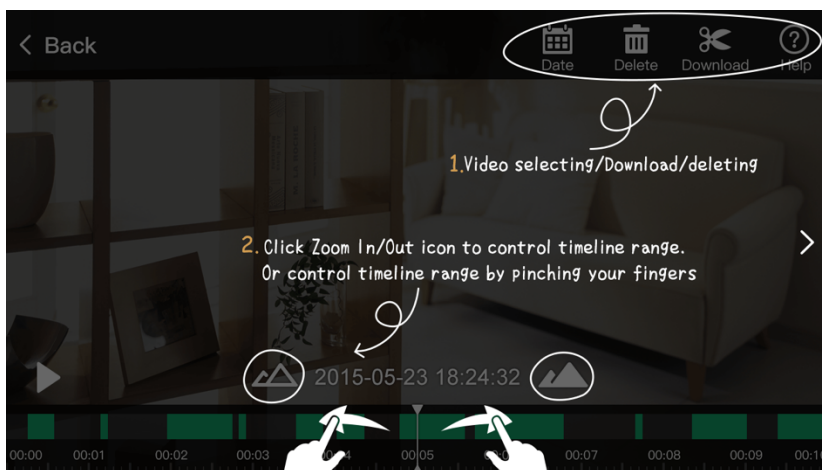 Back
Date
Delete
Download
Help
1.Video selecting/Download/deleting
2. Click Zoom In/Out icon to control timeline range.
Or control timeline range by pinching your fingers
2015-05-23 18:24:32
00:00 00:01 00:02 00:03 00:05 00:07 00:08 00:09